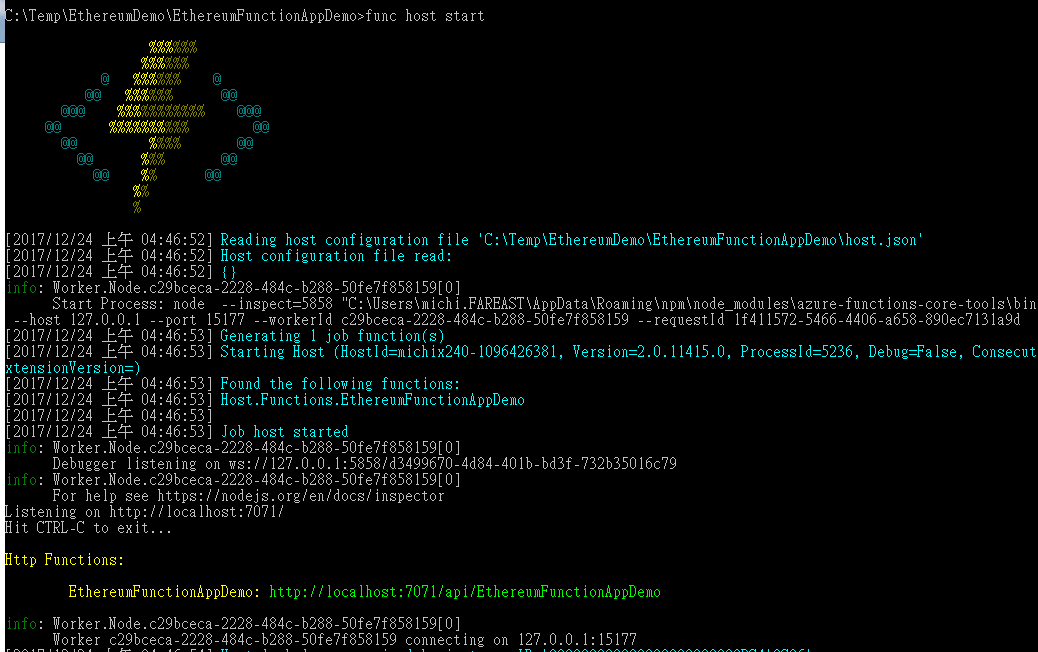 C:\Temp\EthereumDemo\EthereumFunctionAppDemo>func host start
%%%%%%
%%%%%%
@ %%%%%% @
@@ %%%%%% @@
@@@ %%%%%%%%%%% @@@
@@ %%%%%%%%%% @@
@@ %%%% @@
@@ %%% @@
@@ %% @@
%%
%
[2017/12/24 上午 04:46:52] Reading host configuration file 'C:\Temp\EthereumDemo\EthereumFunctionAppDemo\host.json'
[2017/12/24 上午 04:46:52] Host configuration file read:
[2017/12/24 上午 04:46:52] {}
info: Worker.Node.c29bceca-2228-484c-b288-50fe7f858159[0]
Start Process: node --inspect=5858 "C:\Users\michi.FAREAST\AppData\Roaming\npm\node_modules\azure-functions-core-tools\bin
--host 127.0.0.1 --port 15177 --workerId c29bceca-2228-484c-b288-50fe7f858159 --requestId 1f411572-5466-4406-a658-890ec7131a9d
[2017/12/24 上午 04:46:53] Generating 1 job function(s)
[2017/12/24 上午 04:46:53] Starting Host (HostId=michix240-1096426381, Version=2.0.11415.0, ProcessId=5236, Debug=False, Consecut
xtensionVersion=)
[2017/12/24 上午 04:46:53] Found the following functions:
[2017/12/24 上午 04:46:53] Host.Functions.EthereumFunctionAppDemo
[2017/12/24 上午 04:46:53]
[2017/12/24 上午 04:46:53] Job host started
info: Worker.Node.c29bceca-2228-484c-b288-50fe7f858159[0]
Debugger listening on ws://127.0.0.1:5858/d3499670-4d84-401b-bd3f-732b35016c79
info: Worker.Node.c29bceca-2228-484c-b288-50fe7f858159[0]
For help see https://nodejs.org/en/docs/inspector
Listening on http://localhost:7071/
Hit CTRL-C to exit...
Http Functions:
EthereumFunctionAppDemo: http://localhost:7071/api/EthereumFunctionAppDemo
info: Worker.Node.c29bceca-2228-484c-b288-50fe7f858159[0]
Worker c29bceca-2228-484c-b288-50fe7f858159 connecting on 127.0.0.1:15177